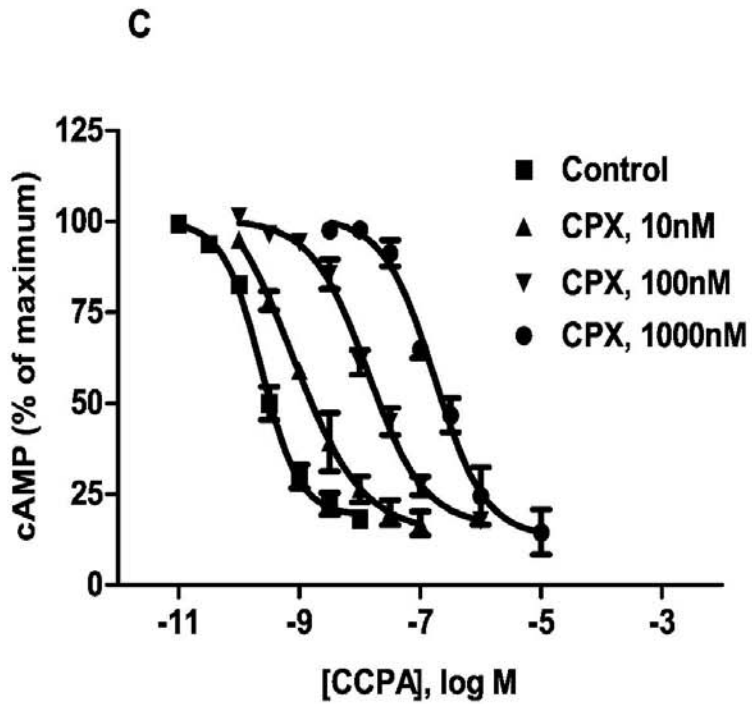 C
cAMP (% of maximum)
125
100
75
50
25
0
-11
-9
-7
-5
-3
[CCPA], log M
Control
CPX, 10nM
CPX, 100nM
CPX, 1000nM